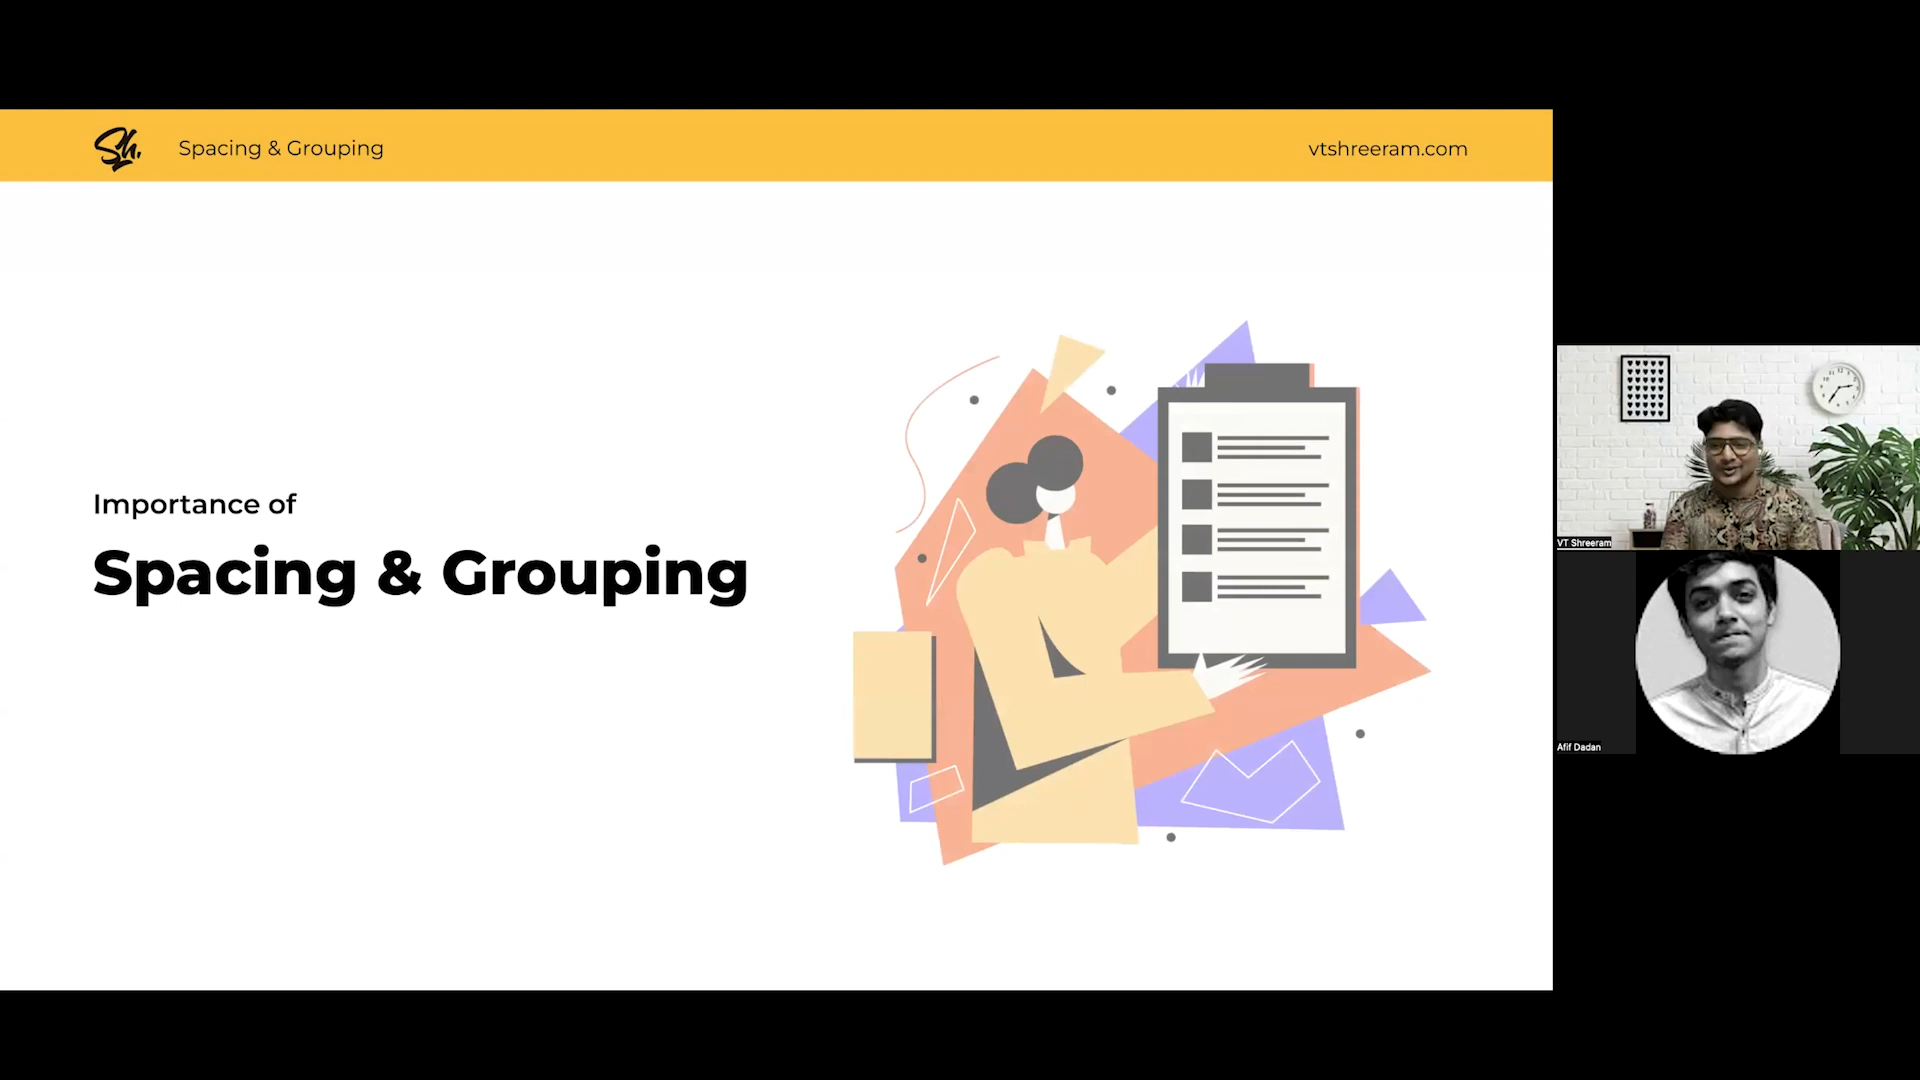 Sh.
Spacing & Grouping
vtshreeram.com
Importance of
Spacing & Grouping
VT Shreeram
Afif Dadan